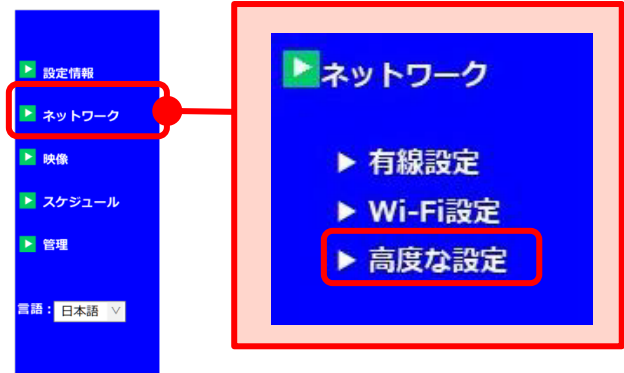 設定情報
ネットワーク
映像
スケジュール
管理
言語：日本語
ネットワーク
有線設定
Wi-Fi設定
高度な設定